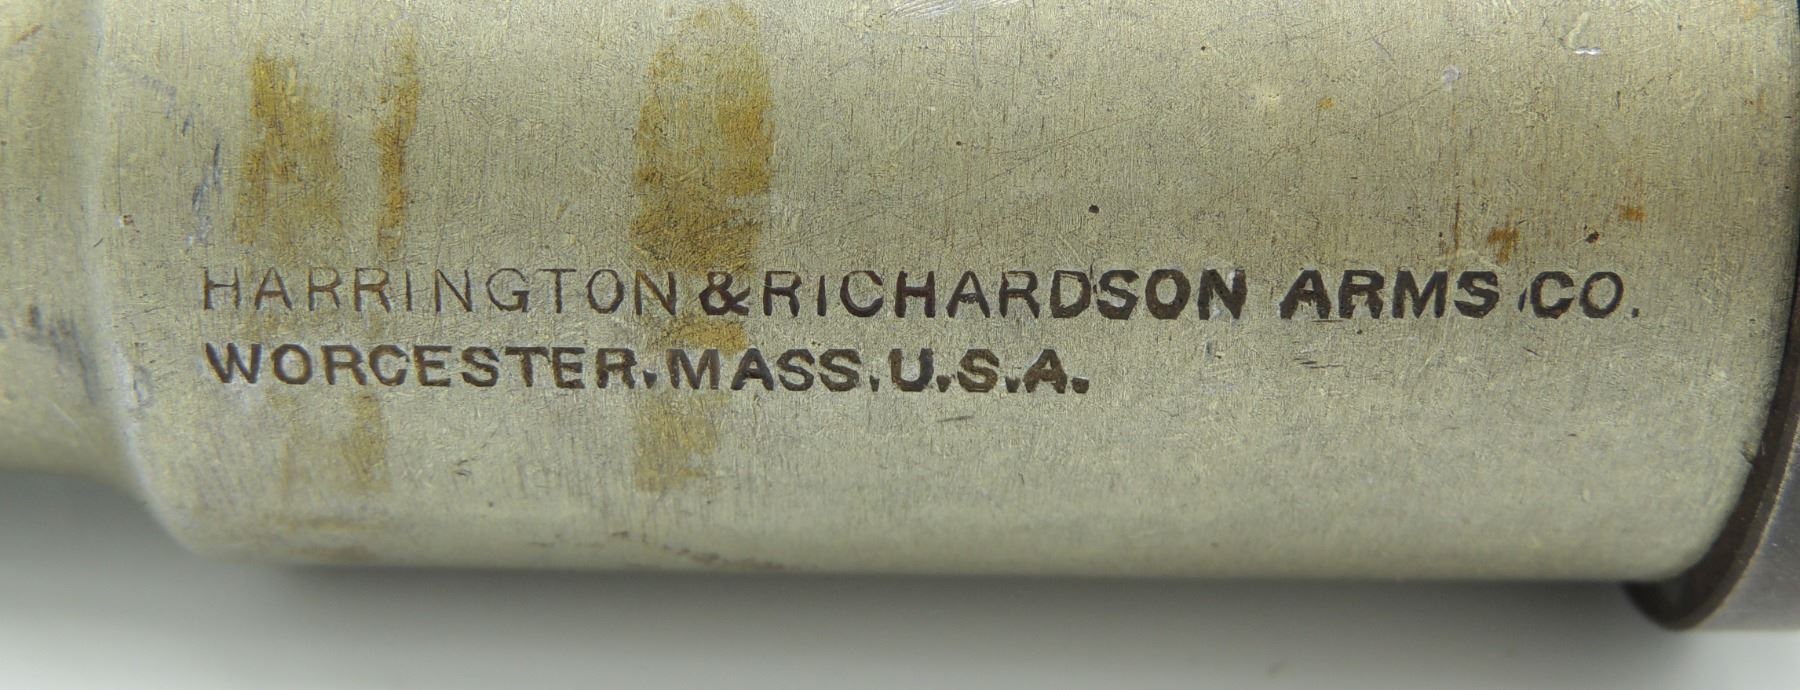 HARRINGTON & RICHARDSON ARMS CO.
WORCESTER. MASS. U.S.A.